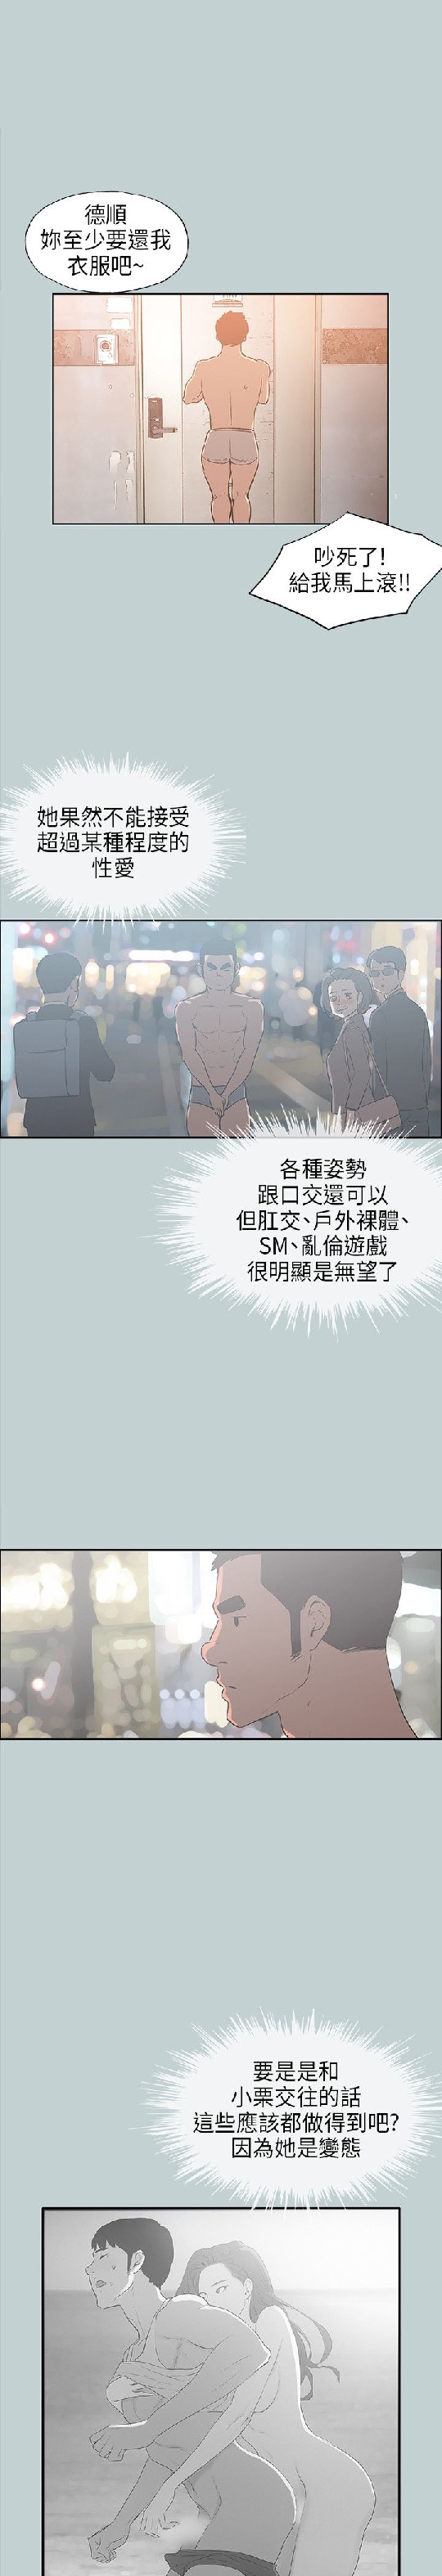 德順
妳至少要還我
衣服吧~
吵死了!
給我馬上滾!!
她果然不能接受
超過某種程度的
性愛
各種姿勢
跟口交還可以
但肛交、戶外裸體、
SM、亂倫遊戲
很明顯是無望了
要是是和
小栗交往的話
這些應該都做得到吧?
因為她是變態